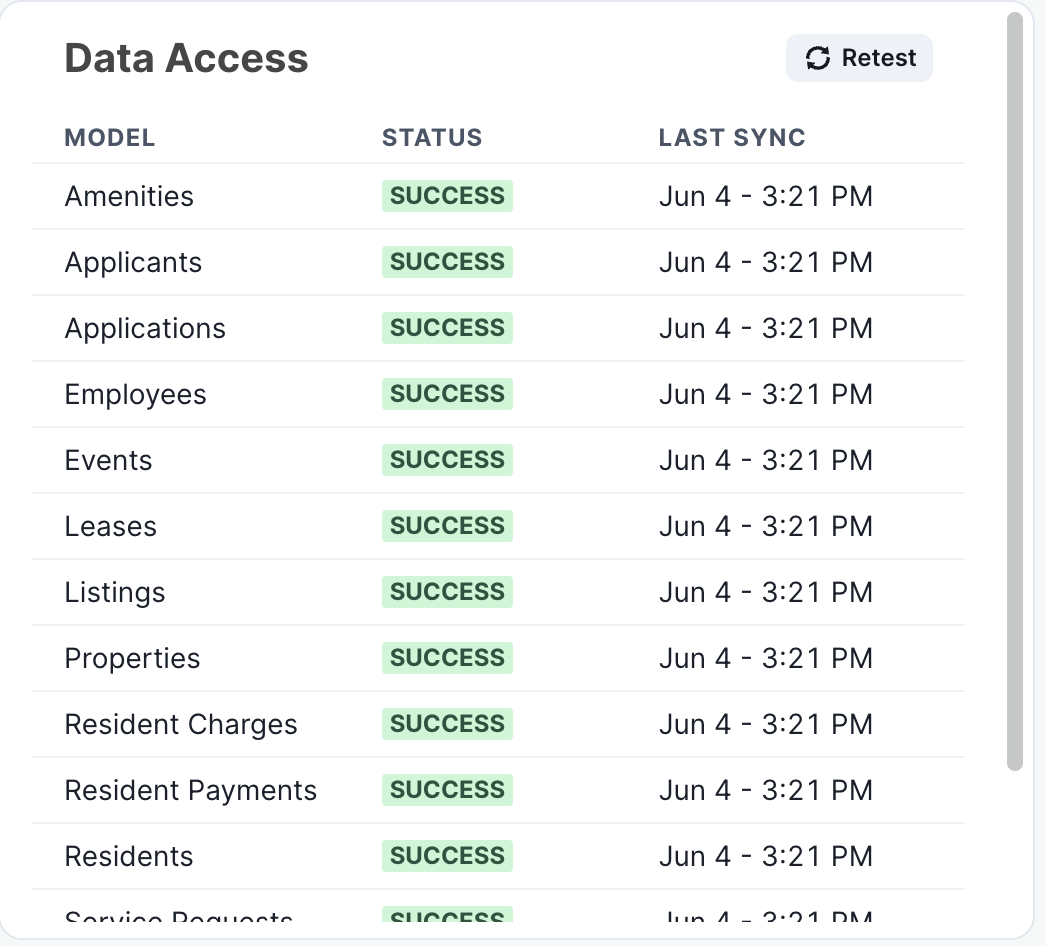 Data Access
Retest
MODEL STATUS LAST SYNC
Amenities SUCCESS Jun 4 - 3:21 PM
Applicants SUCCESS Jun 4 - 3:21 PM
Applications SUCCESS Jun 4 - 3:21 PM
Employees SUCCESS Jun 4 - 3:21 PM
Events SUCCESS Jun 4 - 3:21 PM
Leases SUCCESS Jun 4 - 3:21 PM
Listings SUCCESS Jun 4 - 3:21 PM
Properties SUCCESS Jun 4 - 3:21 PM
Resident Charges SUCCESS Jun 4 - 3:21 PM
Resident Payments SUCCESS Jun 4 - 3:21 PM
Residents SUCCESS Jun 4 - 3:21 PM
Service Requests SUCCESS Jun 4 - 3:21 PM